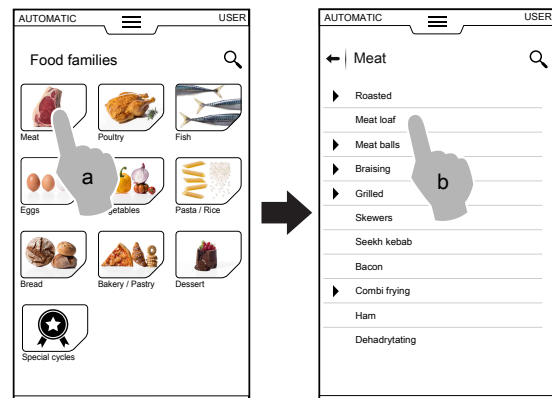 AUTOMATIC USER
Food families
Meat Poultry Fish
a
Eggs getables Pasta / Rice
Bread Bakery / Pastry Dessert
Special cycles
AUTOMATIC USER
Meat
Roasted
Meat loaf
Meat balls
Braising
b
Grilled
Skewers
Seekh kebab
Bacon
Combi frying
Ham
Dehadrytating